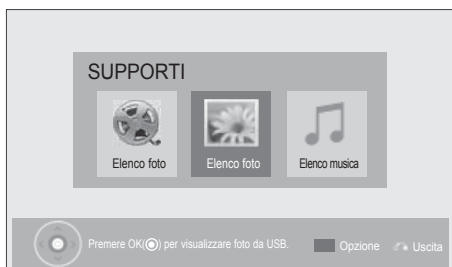 SUPPORTI
Elenco foto Elenco foto Elenco musica
Premere OK(◉) per visualizzare foto da USB. Opzione Uscita